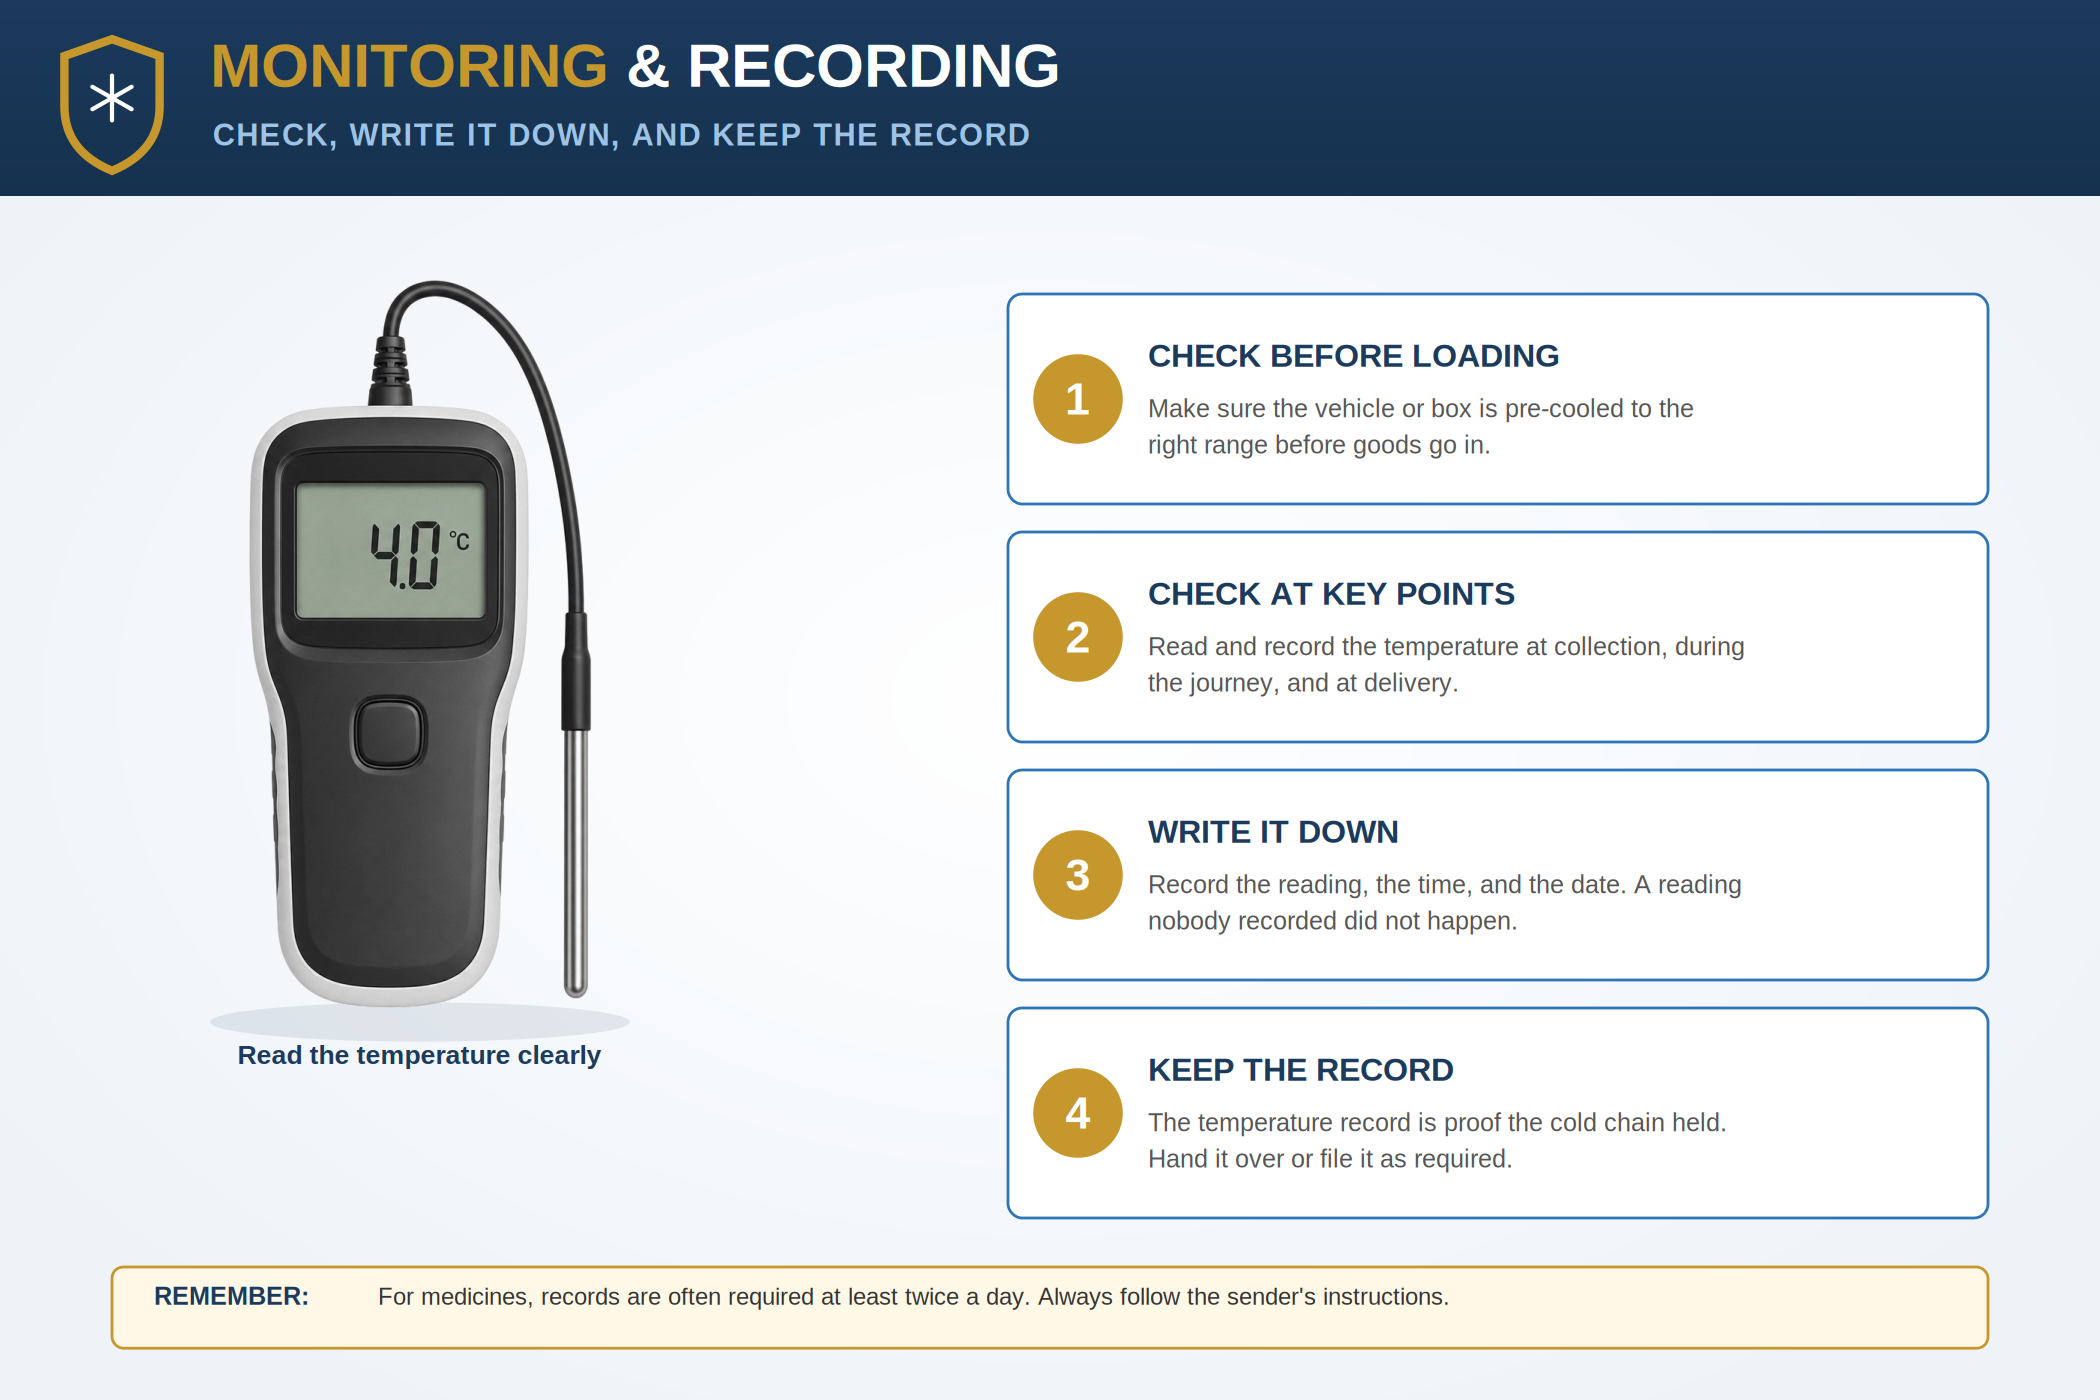 MONITORING & RECORDING
CHECK, WRITE IT DOWN, AND KEEP THE RECORD
4.0 °C
Read the temperature clearly
1
CHECK BEFORE LOADING
Make sure the vehicle or box is pre-cooled to the
right range before goods go in.
2
CHECK AT KEY POINTS
Read and record the temperature at collection, during
the journey, and at delivery.
3
WRITE IT DOWN
Record the reading, the time, and the date. A reading
nobody recorded did not happen.
4
KEEP THE RECORD
The temperature record is proof the cold chain held.
Hand it over or file it as required.
REMEMBER: For medicines, records are often required at least twice a day. Always follow the sender's instructions.